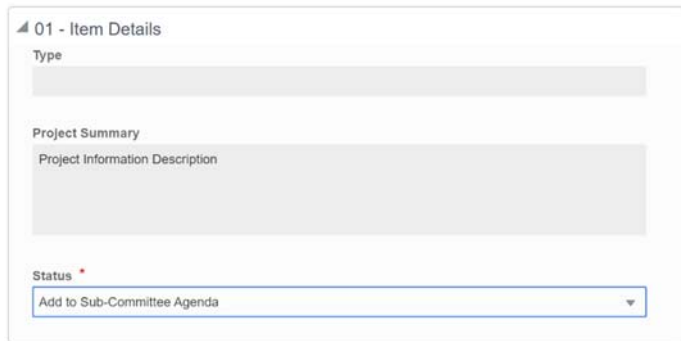 01 - Item Details
Type
Project Summary
Project Information Description
Status *
Add to Sub-Committee Agenda